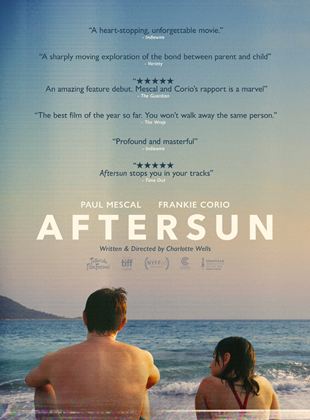 “A heart-stopping, unforgettable movie.”
- Indiewire
“A sharply moving exploration of the bond between parent and child”
- Variety
“★★★★★
An amazing feature debut. Mescal and Corio’s rapport is a marvel”
- The Guardian
“The best film of the year so far. You won’t walk away the same person.”
- The Wrap
“Profound and masterful”
- Indiewire
“★★★★★
Aftersun stops you in your tracks”
- Time Out
PAUL MESCAL FRANKIE CORIO
AFTERSUN
Written & Directed by Charlotte Wells
tiff